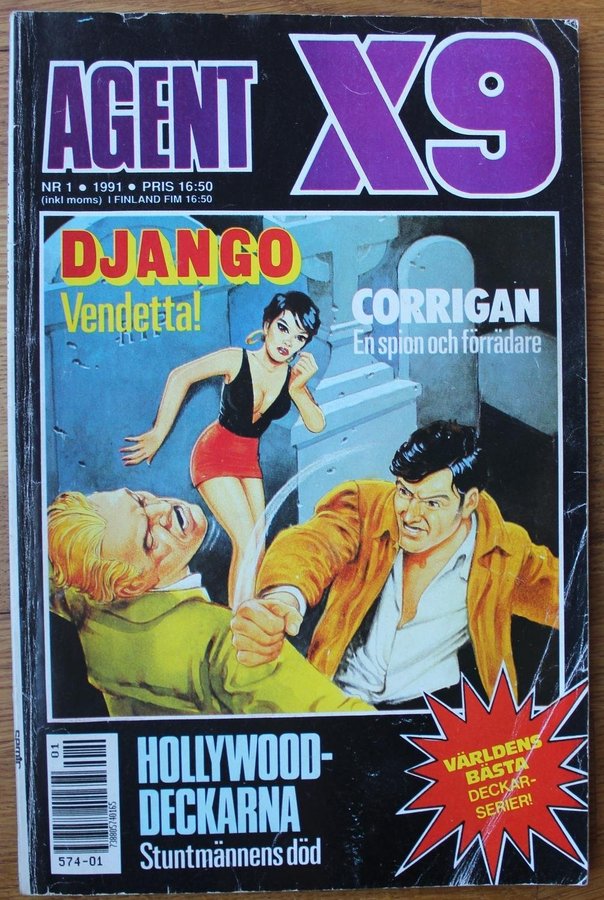 AGENT X9
NR 1 • 1991 • PRIS 16:50
(inkl moms) I FINLAND FIM 16:50
DJANGO
Vendetta!
CORRIGAN
En spion och förrädare
HOLLYWOOD-
DECKARNA
Stuntmännens död
VÄRLDENS
BÄSTA
DECKAR-
SERIER!
01
574-01
738805740165